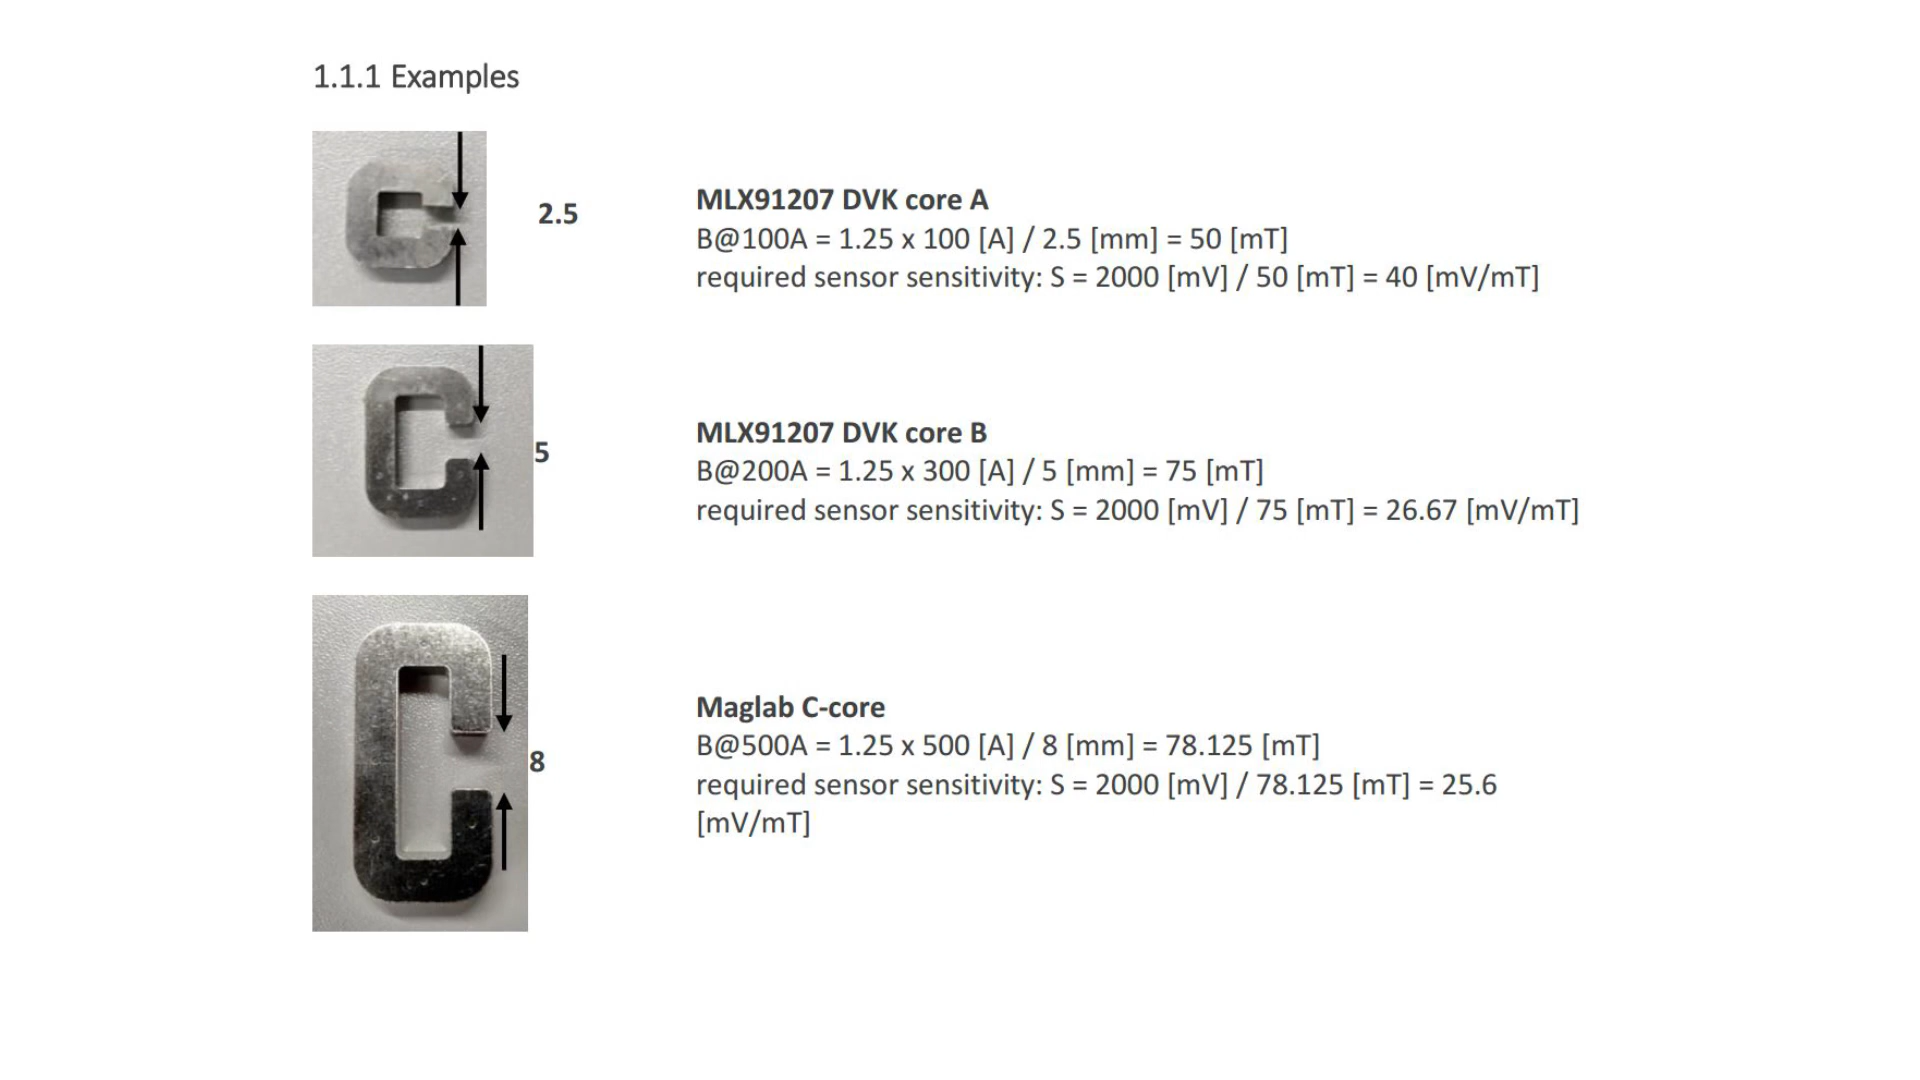 1.1.1 Examples
2.5
MLX91207 DVK core A
B@100A = 1.25 x 100 [A] / 2.5 [mm] = 50 [mT]
required sensor sensitivity: S = 2000 [mV] / 50 [mT] = 40 [mV/mT]
5
MLX91207 DVK core B
B@200A = 1.25 x 300 [A] / 5 [mm] = 75 [mT]
required sensor sensitivity: S = 2000 [mV] / 75 [mT] = 26.67 [mV/mT]
8
Maglab C-core
B@500A = 1.25 x 500 [A] / 8 [mm] = 78.125 [mT]
required sensor sensitivity: S = 2000 [mV] / 78.125 [mT] = 25.6
[mV/mT]